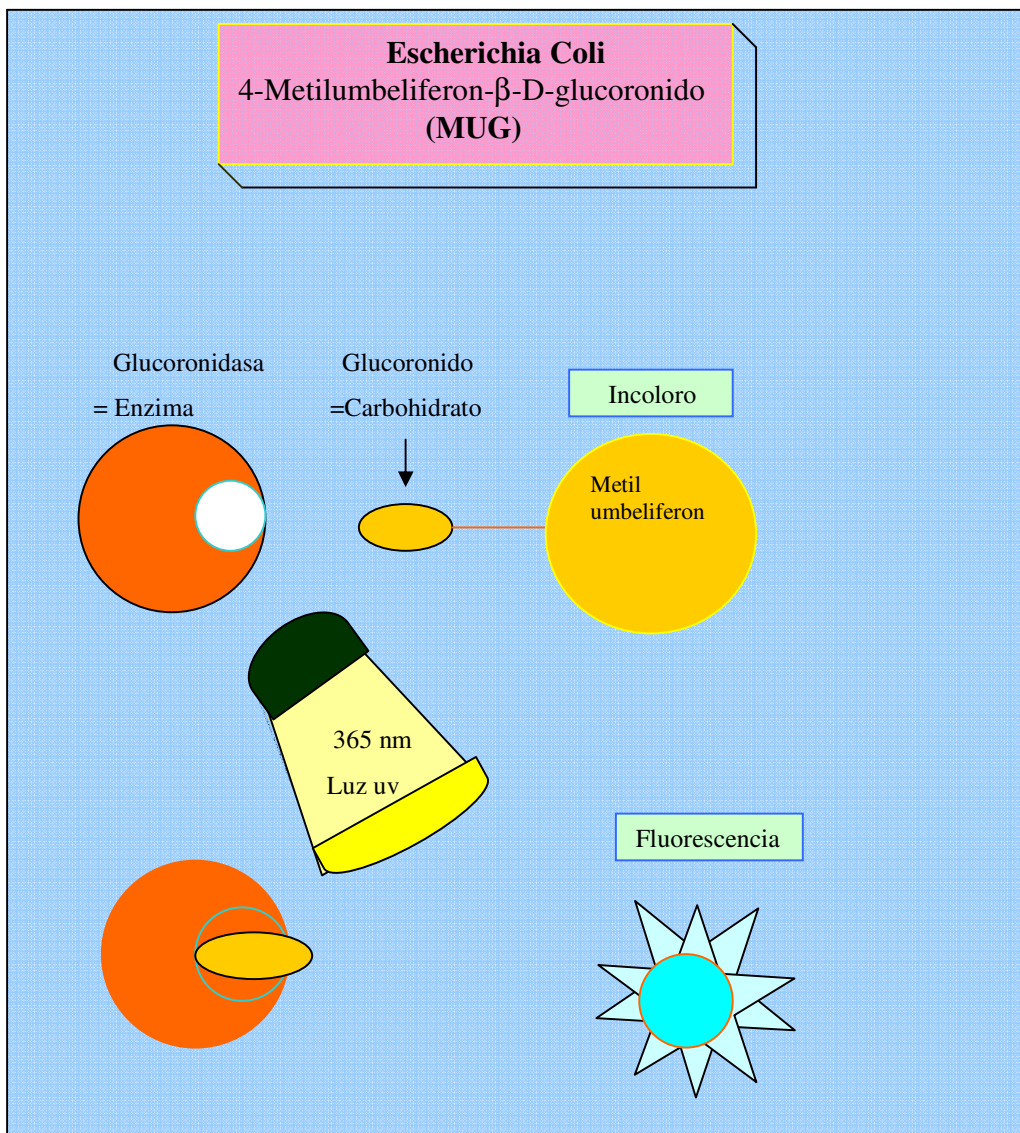 Escherichia Coli
4-Metilumbeliferon-β-D-glucoronido
(MUG)
Glucoronidasa
= Enzima
Glucoronido
=Carbohidrato
Incoloro
Metil
umbeliferon
365 nm
Luz uv
Fluorescencia